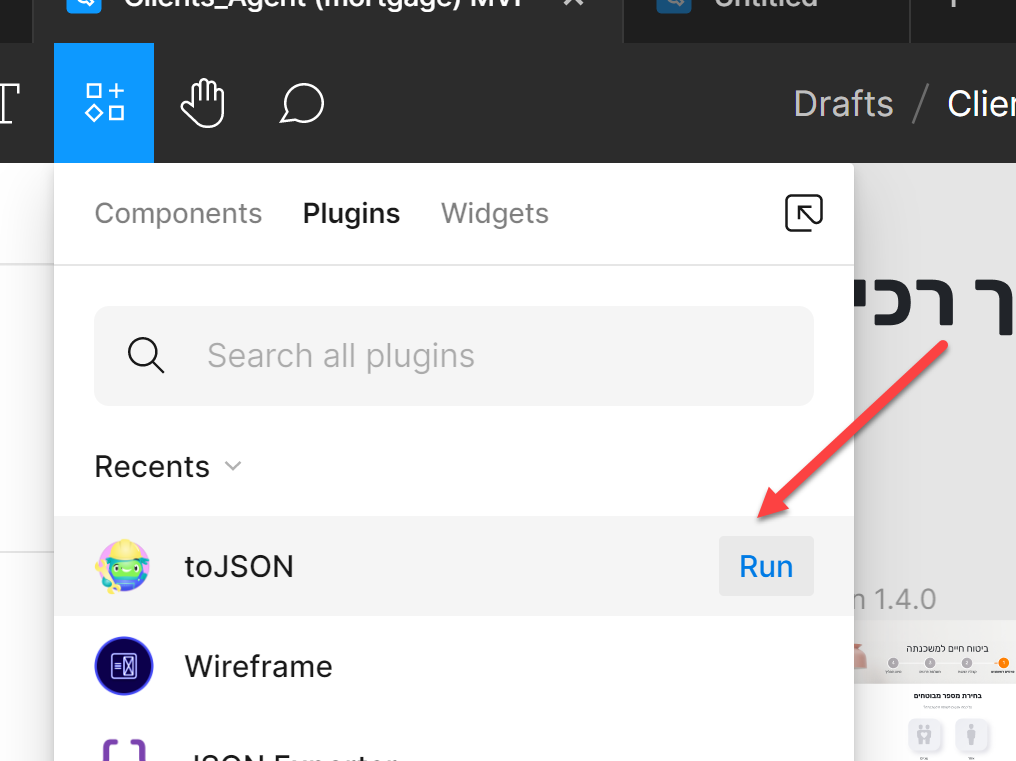 Clients_Agent (mortgage) MVP
Untitled
T
Drafts / Clien
Components Plugins Widgets
Search all plugins
Recents
toJSON
Run
Wireframe
JSON Exporter
ך רכי
n 1.4.0
ביטוח חיים למשכנתה
בחירת מספר מבוטחים